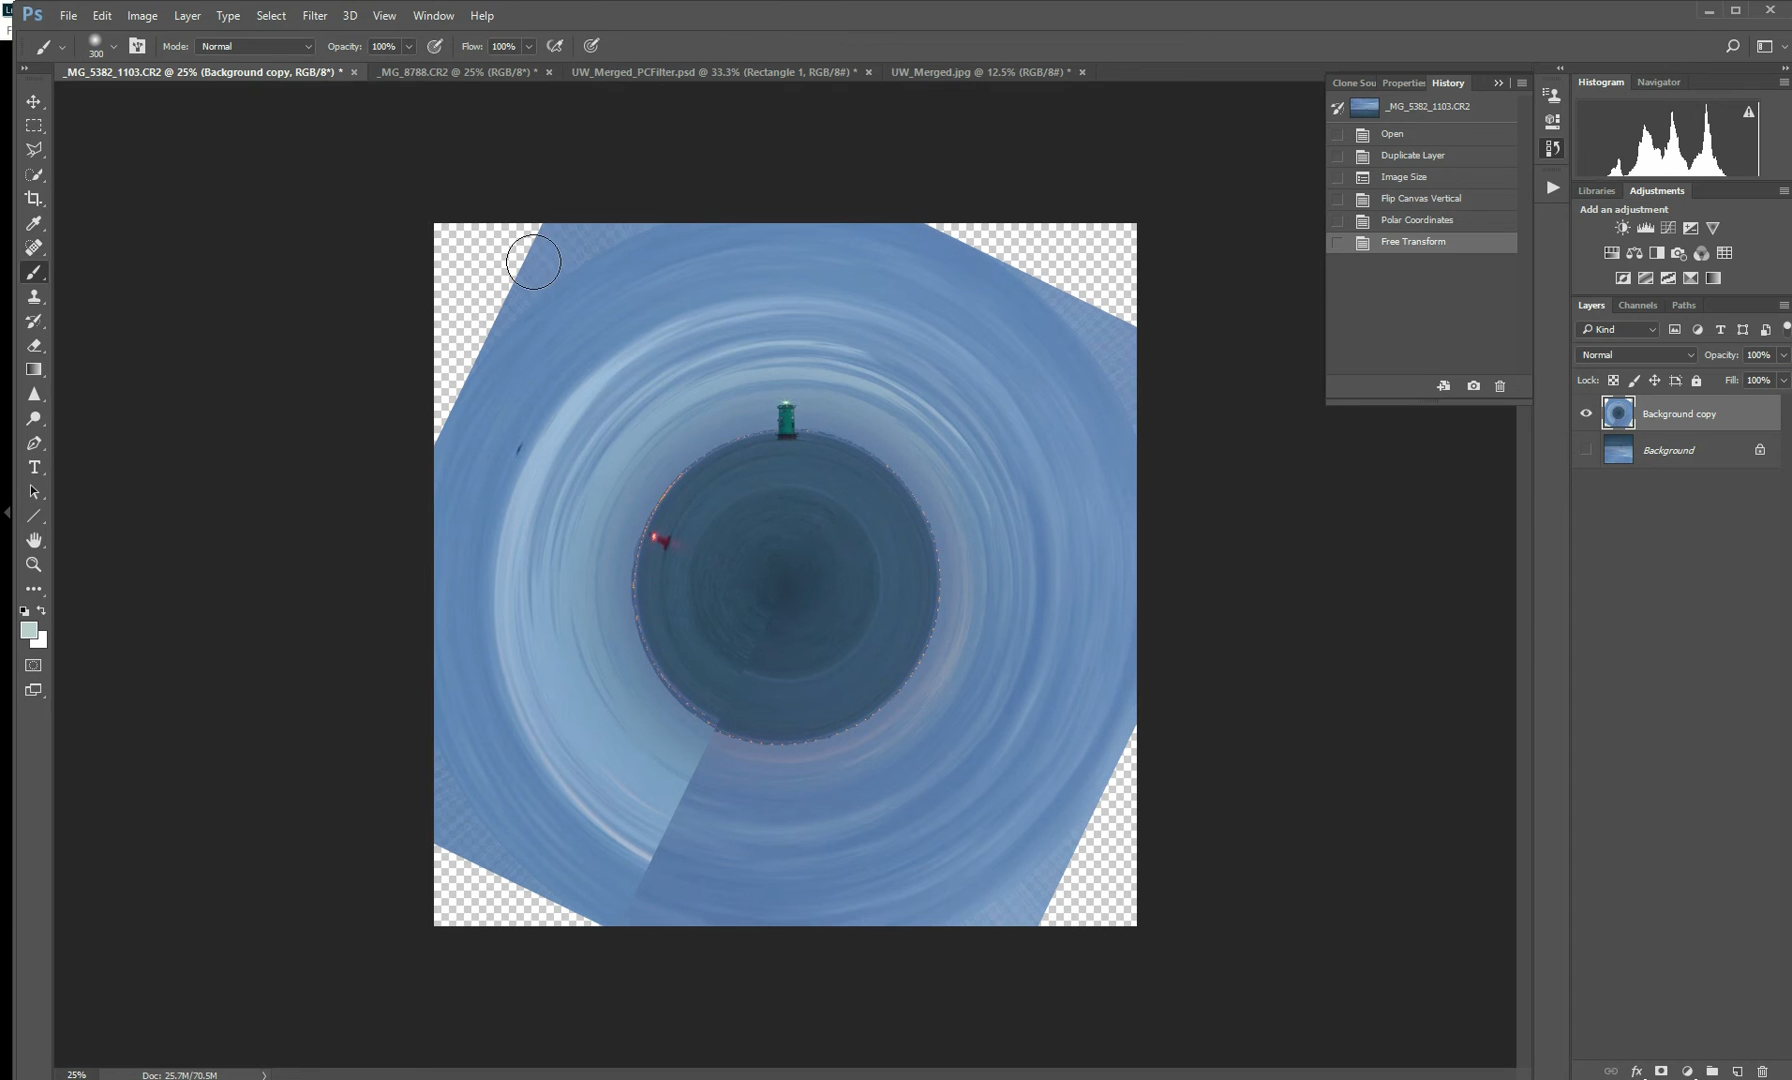 Ps File Edit Image Layer Type Select Filter 3D View Window Help
300 Mode: Normal Opacity: 100% Flow: 100%
_MG_5382_1103.CR2 @ 25% (Background copy, RGB/8*) * _MG_8788.CR2 @ 25% (RGB/8*) * UW_Merged_PCFilter.psd @ 33.3% (Rectangle 1, RGB/8#) * UW_Merged.jpg @ 12.5% (RGB/8#) *
Clone Sou Properties History
_MG_5382_1103.CR2
Open
Duplicate Layer
Image Size
Flip Canvas Vertical
Polar Coordinates
Free Transform
Histogram Navigator
Libraries Adjustments
Add an adjustment
Layers Channels Paths
Kind
Normal Opacity: 100%
Lock: Fill: 100%
Background copy
Background
25% Doc: 25.7M/70.5M